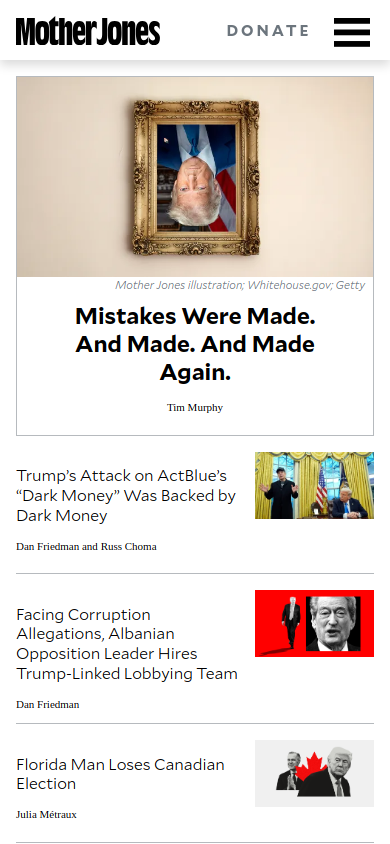 Mother Jones
DONATE
Mother Jones illustration; Whitehouse.gov; Getty
Mistakes Were Made.
And Made. And Made
Again.
Tim Murphy
Trump’s Attack on ActBlue’s
“Dark Money” Was Backed by
Dark Money
Dan Friedman and Russ Choma
Facing Corruption
Allegations, Albanian
Opposition Leader Hires
Trump-Linked Lobbying Team
Dan Friedman
Florida Man Loses Canadian
Election
Julia Métraux